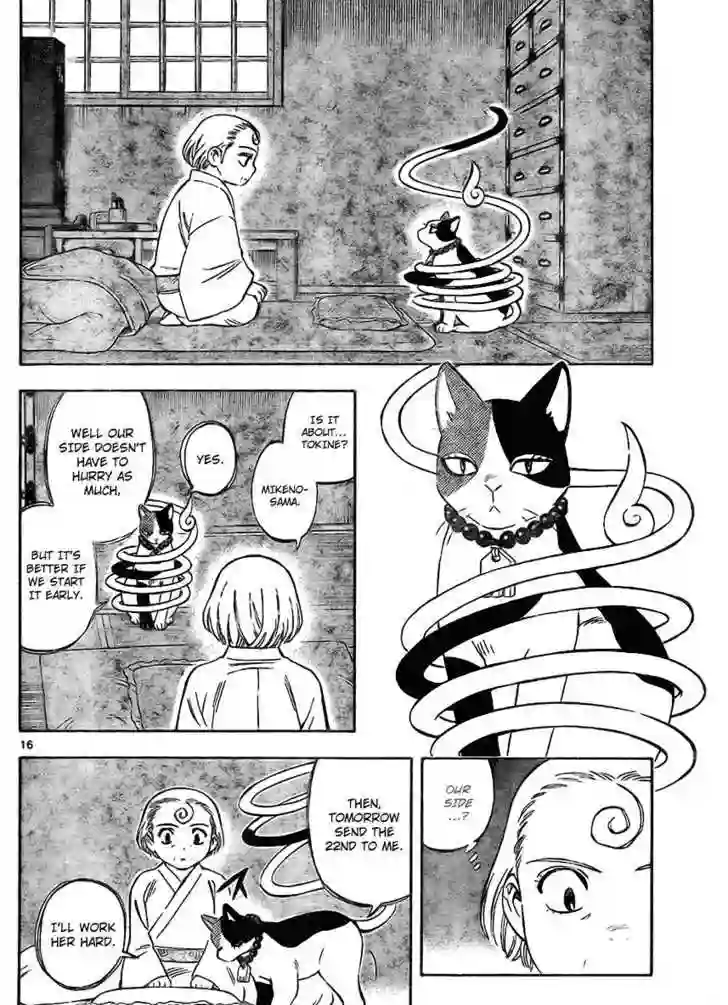 IS IT
ABOUT...
TOKINE?
MIKENO-
SAMA.
YES.
WELL OUR
SIDE DOESN'T
HAVE TO
HURRY AS
MUCH,
BUT IT'S
BETTER IF
WE START
IT EARLY.
16
OUR
SIDE
...?
THEN,
TOMORROW
SEND THE
22ND TO ME.
I'LL WORK
HER HARD.